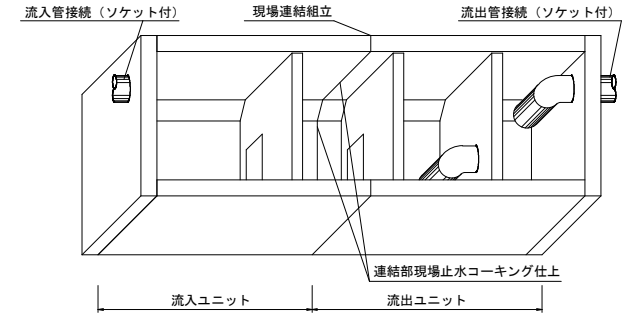 流入管接続（ソケット付）
現場連結組立
流出管接続（ソケット付）
連結部現場止水コーキング仕上
流入ユニット
流出ユニット